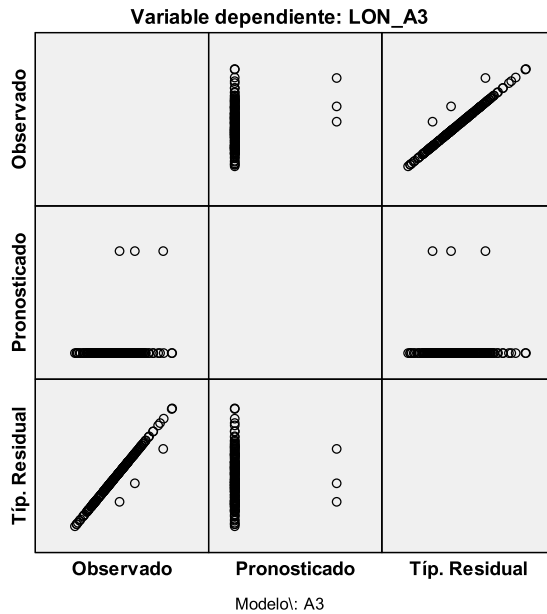 Variable dependiente: LON_A3
Observado
Pronosticado
Típ. Residual
Observado Pronosticado Típ. Residual
Modelo\: A3